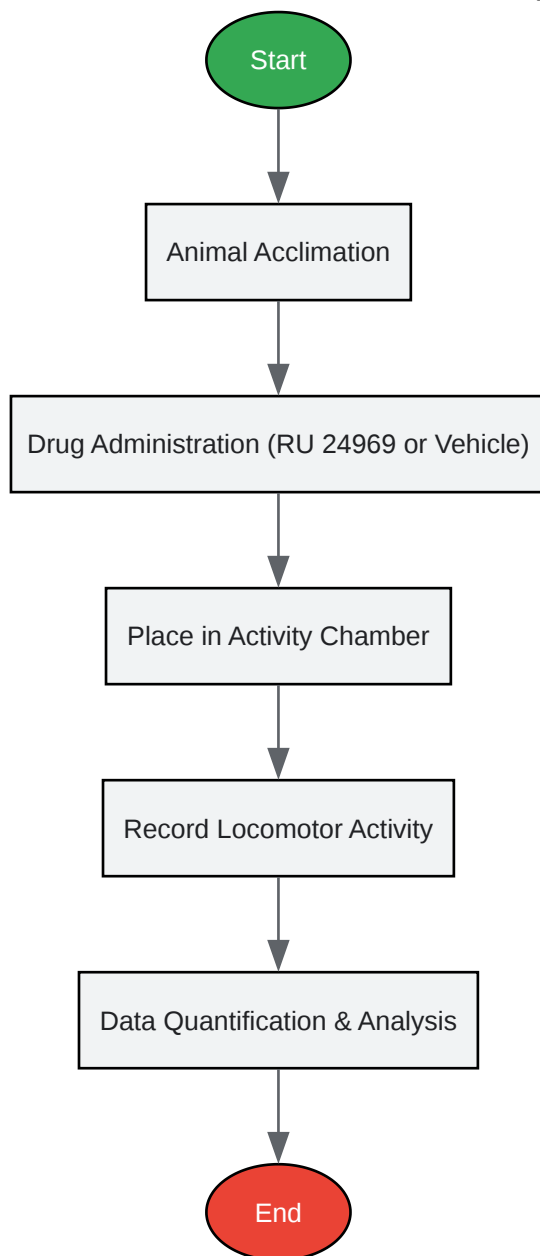 Start
Animal Acclimation
Drug Administration (RU 24969 or Vehicle)
Place in Activity Chamber
Record Locomotor Activity
Data Quantification & Analysis
End